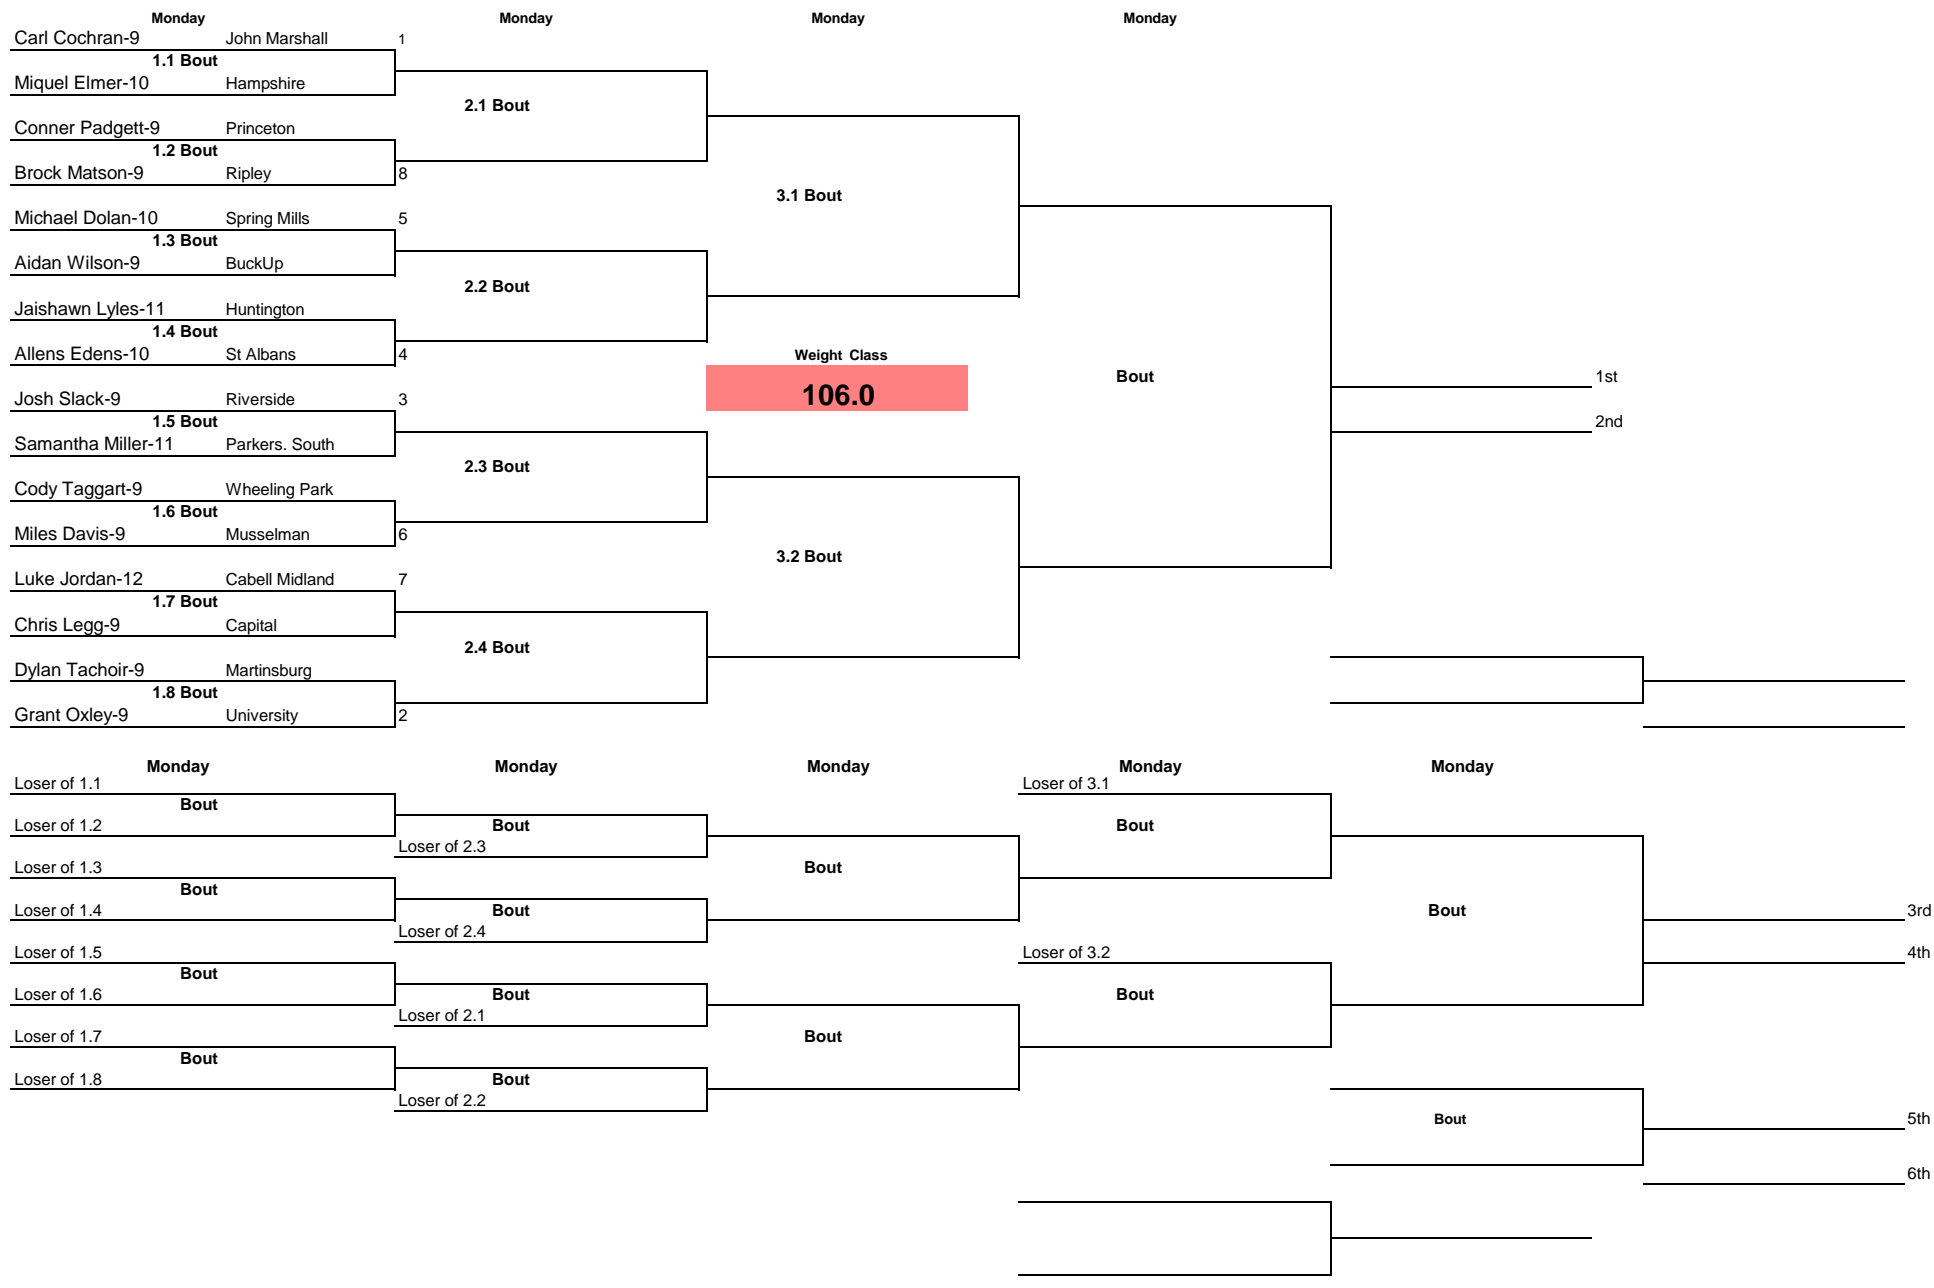 Monday Monday Monday Monday
Carl Cochran-9 John Marshall 1
1.1 Bout
Miquel Elmer-10 Hampshire
2.1 Bout
Conner Padgett-9 Princeton
1.2 Bout
Brock Matson-9 Ripley 8
3.1 Bout
Michael Dolan-10 Spring Mills 5
1.3 Bout
Aidan Wilson-9 BuckUp
2.2 Bout
Jaishawn Lyles-11 Huntington
1.4 Bout
Allens Edens-10 St Albans 4
Weight Class
Bout 1st
106.0
Josh Slack-9 Riverside 3
1.5 Bout 2nd
Samantha Miller-11 Parkers. South
2.3 Bout
Cody Taggart-9 Wheeling Park
1.6 Bout
Miles Davis-9 Musselman 6
3.2 Bout
Luke Jordan-12 Cabell Midland 7
1.7 Bout
Chris Legg-9 Capital
2.4 Bout
Dylan Tachoir-9 Martinsburg
1.8 Bout
Grant Oxley-9 University 2
Monday Monday Monday Monday Monday
Loser of 1.1 Loser of 3.1
Bout
Loser of 1.2 Bout Bout
Loser of 2.3
Loser of 1.3 Bout
Bout
Loser of 1.4 Bout Bout 3rd
Loser of 2.4
Loser of 1.5 Loser of 3.2 4th
Bout
Loser of 1.6 Bout Bout
Loser of 2.1
Loser of 1.7 Bout
Bout
Loser of 1.8 Bout
Loser of 2.2
Bout 5th
6th